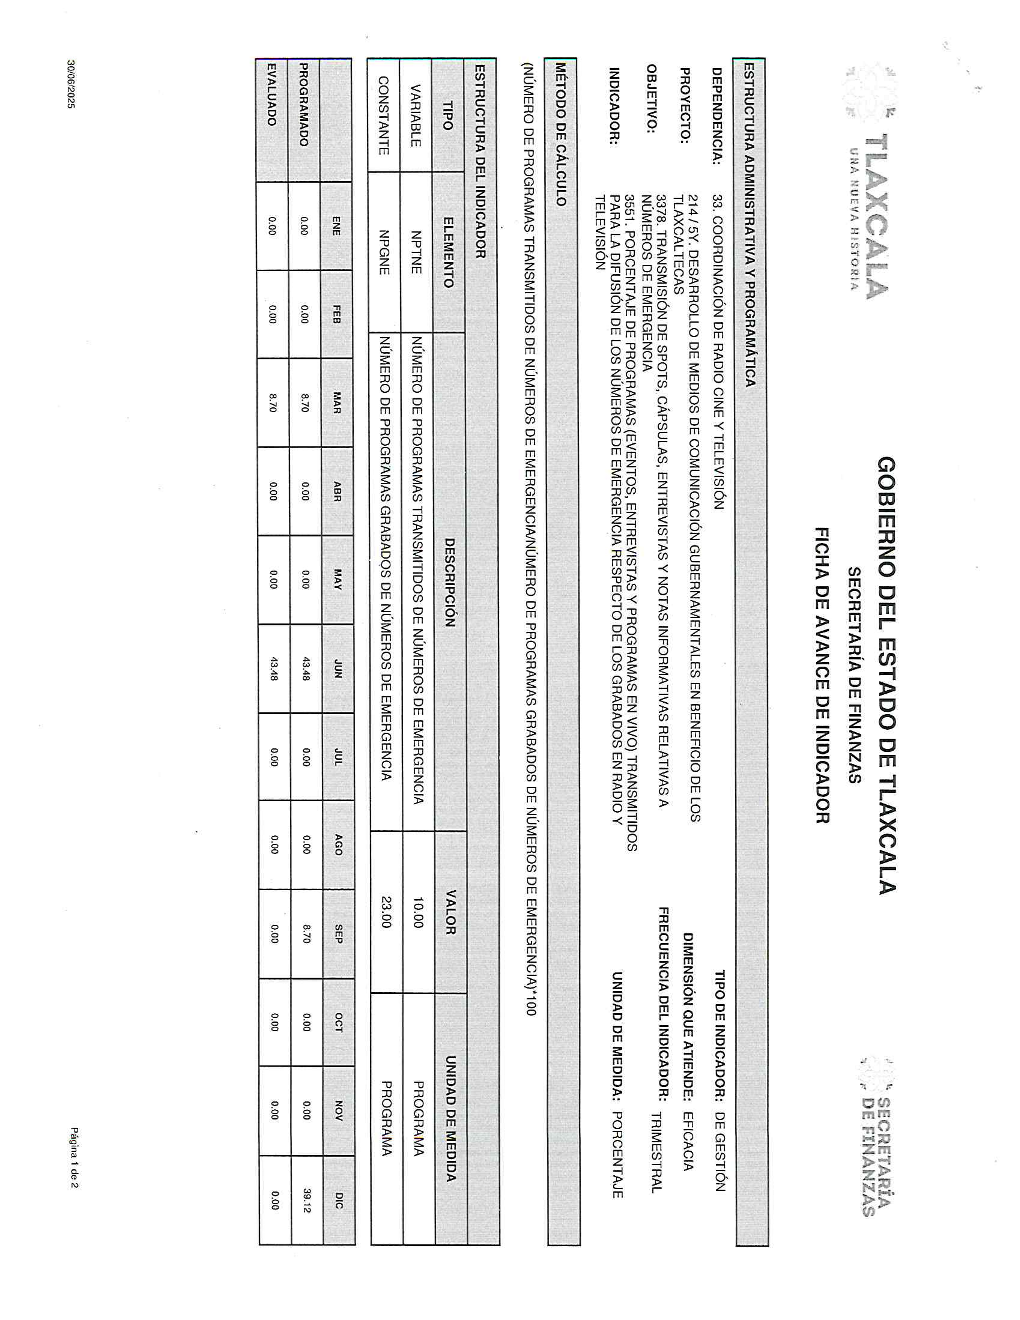 TLAXCALA
UNA NUEVA HISTORIA
GOBIERNO DEL ESTADO DE TLAXCALA
SECRETARÍA DE FINANZAS
FICHA DE AVANCE DE INDICADOR
SECRETARÍA
DE FINANZAS
ESTRUCTURA ADMINISTRATIVA Y PROGRAMÁTICA
DEPENDENCIA: 33. COORDINACIÓN DE RADIO CINE Y TELEVISIÓN
PROYECTO: 214 / 5Y. DESARROLLO DE MEDIOS DE COMUNICACIÓN GUBERNAMENTALES EN BENEFICIO DE LOS
TLAXCALTECAS
OBJETIVO: 3378. TRANSMISIÓN DE SPOTS, CÁPSULAS, ENTREVISTAS Y NOTAS INFORMATIVAS RELATIVAS A
NÚMEROS DE EMERGENCIA
INDICADOR: 3551. PORCENTAJE DE PROGRAMAS (EVENTOS, ENTREVISTAS Y PROGRAMAS EN VIVO) TRANSMITIDOS
PARA LA DIFUSIÓN DE LOS NÚMEROS DE EMERGENCIA RESPECTO DE LOS GRABADOS EN RADIO Y
TELEVISIÓN
TIPO DE INDICADOR: DE GESTIÓN
DIMENSIÓN QUE ATIENDE: EFICACIA
FRECUENCIA DEL INDICADOR: TRIMESTRAL
UNIDAD DE MEDIDA: PORCENTAJE
MÉTODO DE CÁLCULO
(NÚMERO DE PROGRAMAS TRANSMITIDOS DE NÚMEROS DE EMERGENCIA/NÚMERO DE PROGRAMAS GRABADOS DE NÚMEROS DE EMERGENCIA)*100
ESTRUCTURA DEL INDICADOR
TIPO ELEMENTO DESCRIPCIÓN VALOR UNIDAD DE MEDIDA
VARIABLE NPTNE NÚMERO DE PROGRAMAS TRANSMITIDOS DE NÚMEROS DE EMERGENCIA 10.00 PROGRAMA
CONSTANTE NPGNE NÚMERO DE PROGRAMAS GRABADOS DE NÚMEROS DE EMERGENCIA 23.00 PROGRAMA
ENE FEB MAR ABR MAY JUN JUL AGO SEP OCT NOV DIC
PROGRAMADO 0.00 0.00 8.70 0.00 0.00 43.48 0.00 0.00 8.70 0.00 0.00 39.12
EVALUADO 0.00 0.00 8.70 0.00 0.00 43.48 0.00 0.00 0.00 0.00 0.00 0.00
30/06/2025
Página 1 de 2